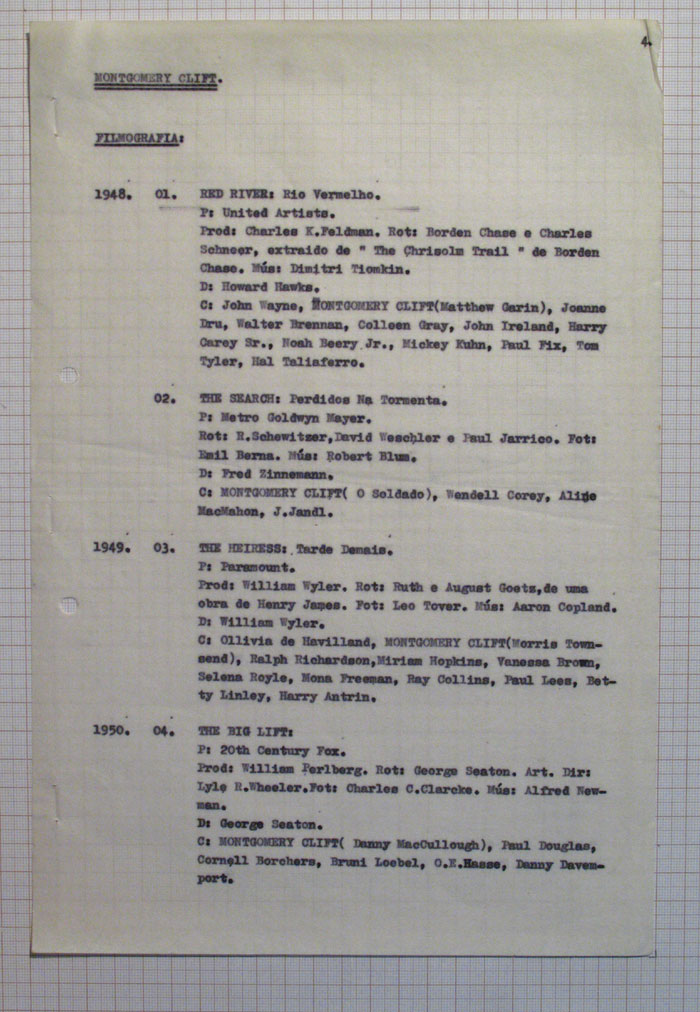 4.
MONTGOMERY CLIFT.
FILMOGRAFIA:
1948. 01. RED RIVER: Rio Vermelho.
P: United Artists.
Prod: Charles K.Feldman. Rot: Borden Chase e Charles
Schneer, extraido de " The Chrisolm Trail " de Borden
Chase. Mús: Dimitri Tiomkin.
D: Howard Hawks.
C: John Wayne, MONTGOMERY CLIFT(Matthew Garin), Joanne
Dru, Walter Brennan, Colleen Gray, John Ireland, Harry
Carey Sr., Noah Beery Jr., Mickey Kuhn, Paul Fix, Tom
Tyler, Hal Taliaferro.
02. THE SEARCH: Perdidos Na Tormenta.
P: Metro Goldwyn Mayer.
Rot: R.Schewitzer,David Weschler e Paul Jarrico. Fot:
Emil Berna. Mús: Robert Blum.
D: Fred Zinnemann.
C: MONTGOMERY CLIFT( O Soldado), Wendell Corey, Aline
MacMahon, J.Jandl.
1949. 03. THE HEIRESS: Tarde Demais.
P: Paramount.
Prod: William Wyler. Rot: Ruth e August Goets,de uma
obra de Henry James. Fot: Leo Tover. Mús: Aaron Copland.
D: William Wyler.
C: Ollivia de Havilland, MONTGOMERY CLIFT(Morris Town-
send), Ralph Richardson,Miriam Hopkins, Vanessa Brown,
Selena Royle, Mona Freeman, Ray Collins, Paul Lees, Bet-
ty Linley, Harry Antrin.
1950. 04. THE BIG LIFT:
P: 20th Century Fox.
Prod: William Perlberg. Rot: George Seaton. Art. Dir:
Lyle R.Wheeler.Fot: Charles C.Clarcke. Mús: Alfred New-
man.
D: George Seaton.
C: MONTGOMERY CLIFT( Danny MacCullough), Paul Douglas,
Cornell Borchers, Bruni Loebel, O.E.Hasse, Danny Davem-
port.